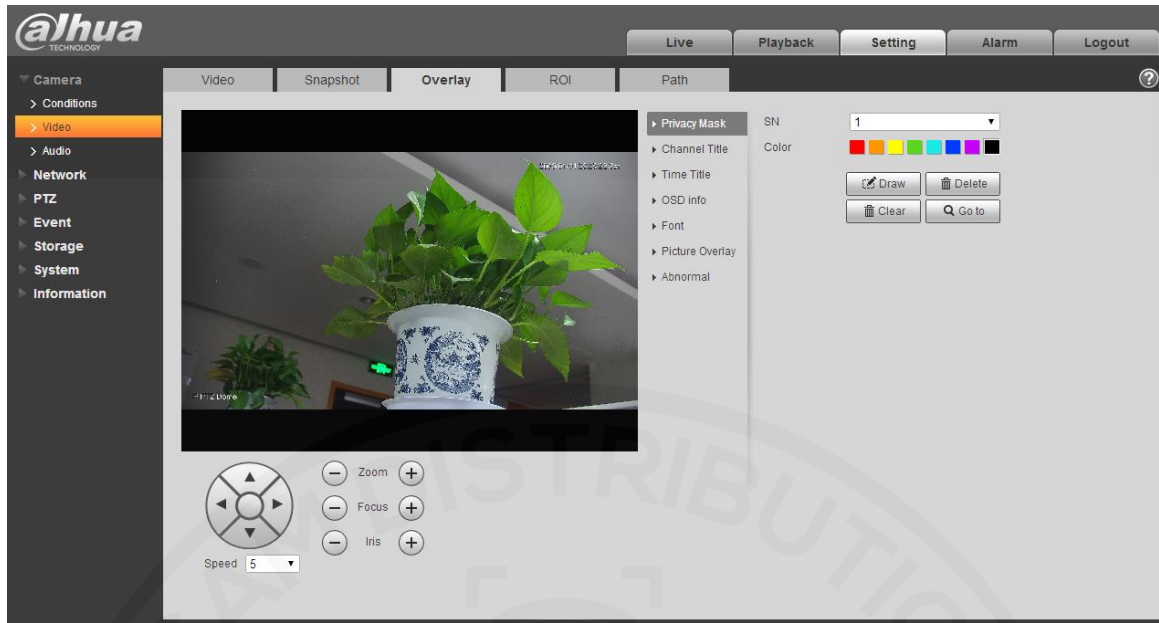 alhua
TECHNOLOGY
Live
Playback
Setting
Alarm
Logout
Camera
Conditions
Video
Audio
Network
PTZ
Event
Storage
System
Information
Video
Snapshot
Overlay
ROI
Path
?
Privacy Mask
Channel Title
Time Title
OSD info
Font
Picture Overlay
Abnormal
SN
1
Color
Draw
Delete
Clear
Go to
Zoom
Focus
Iris
Speed 5
DISTRIBUTION